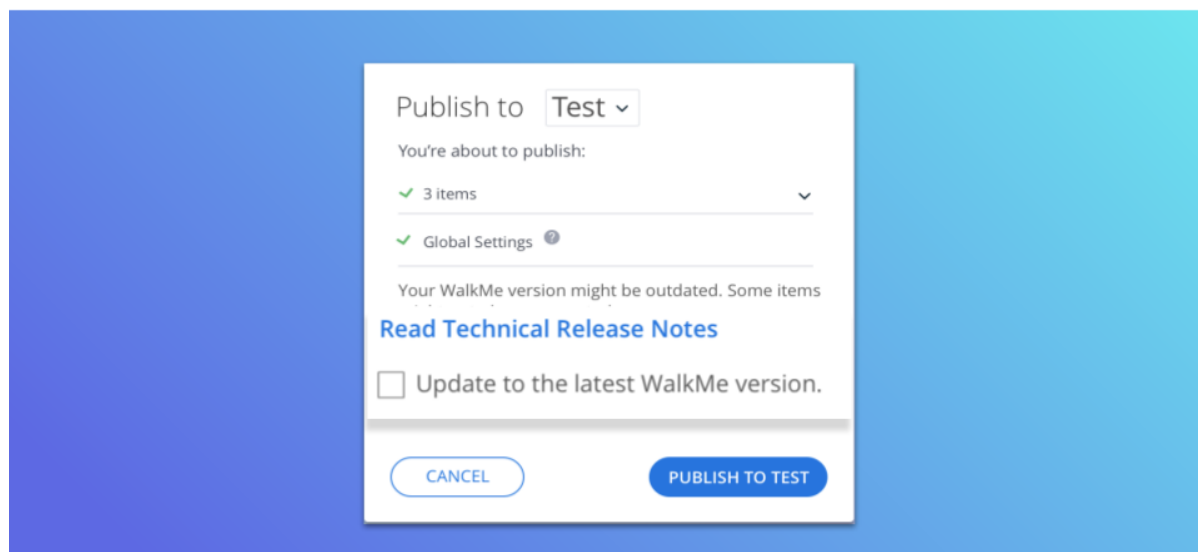 Publish to Test
You're about to publish:
3 items
Global Settings ?
Your WalkMe version might be outdated. Some items
Read Technical Release Notes
Update to the latest WalkMe version.
CANCEL PUBLISH TO TEST